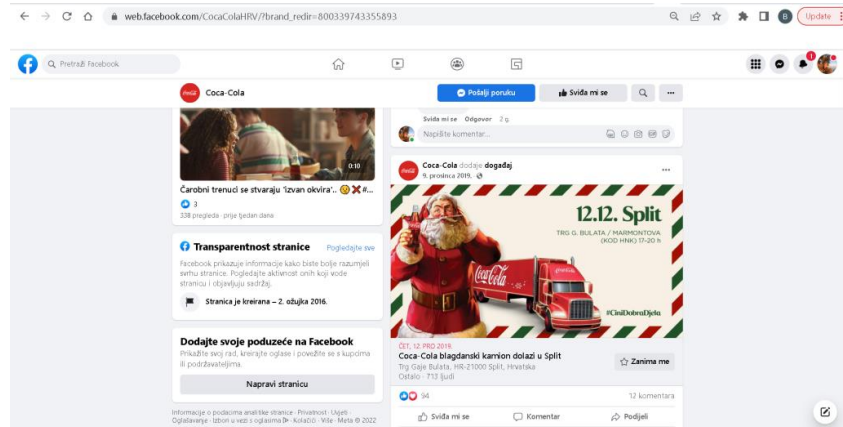 web.facebook.com/CocaColaHRV/?brand_redir=800339743355893
B
Update
Pretraži Facebook
Coca-Cola
Pošalji poruku
Sviđa mi se
0:10
Čarobni trenuci se stvaraju 'izvan okvira'.. #...
3
338 pregleda · prije tjedan dana
Transparentnost stranice
Pogledajte sve
Facebook prikazuje informacije kako biste bolje razumjeli
svrhu stranice. Pogledajte aktivnost onih koji vode
stranicu i objavljuju sadržaj.
Stranica je kreirana – 2. ožujka 2016.
Dodajte svoje poduzeće na Facebook
Prikažite svoj rad, kreirajte oglase i povežite se s kupcima
ili podržavateljima.
Napravi stranicu
Informacije o podacima analitike stranice · Privatnost · Uvjeti ·
Oglašavanje · Izbori u vezi s oglasima · Kolačići · Više · Meta © 2022
Sviđa mi se Odgovor 2 g.
Napišite komentar...
Coca-Cola dodaje događaj
9. prosinca 2019.
12.12. Split
TRG G. BULATA / MARMONTOVA
(KOD HNK) 17-20 h
Coca-Cola
#ČiniDobraDjela
ČET, 12. PRO 2019.
Coca-Cola blagdanski kamion dolazi u Split
Trg Gaje Bulata, HR-21000 Split, Hrvatska
Ostalo · 713 ljudi
Zanima me
94
12 komentara
Sviđa mi se
Komentar
Podijeli